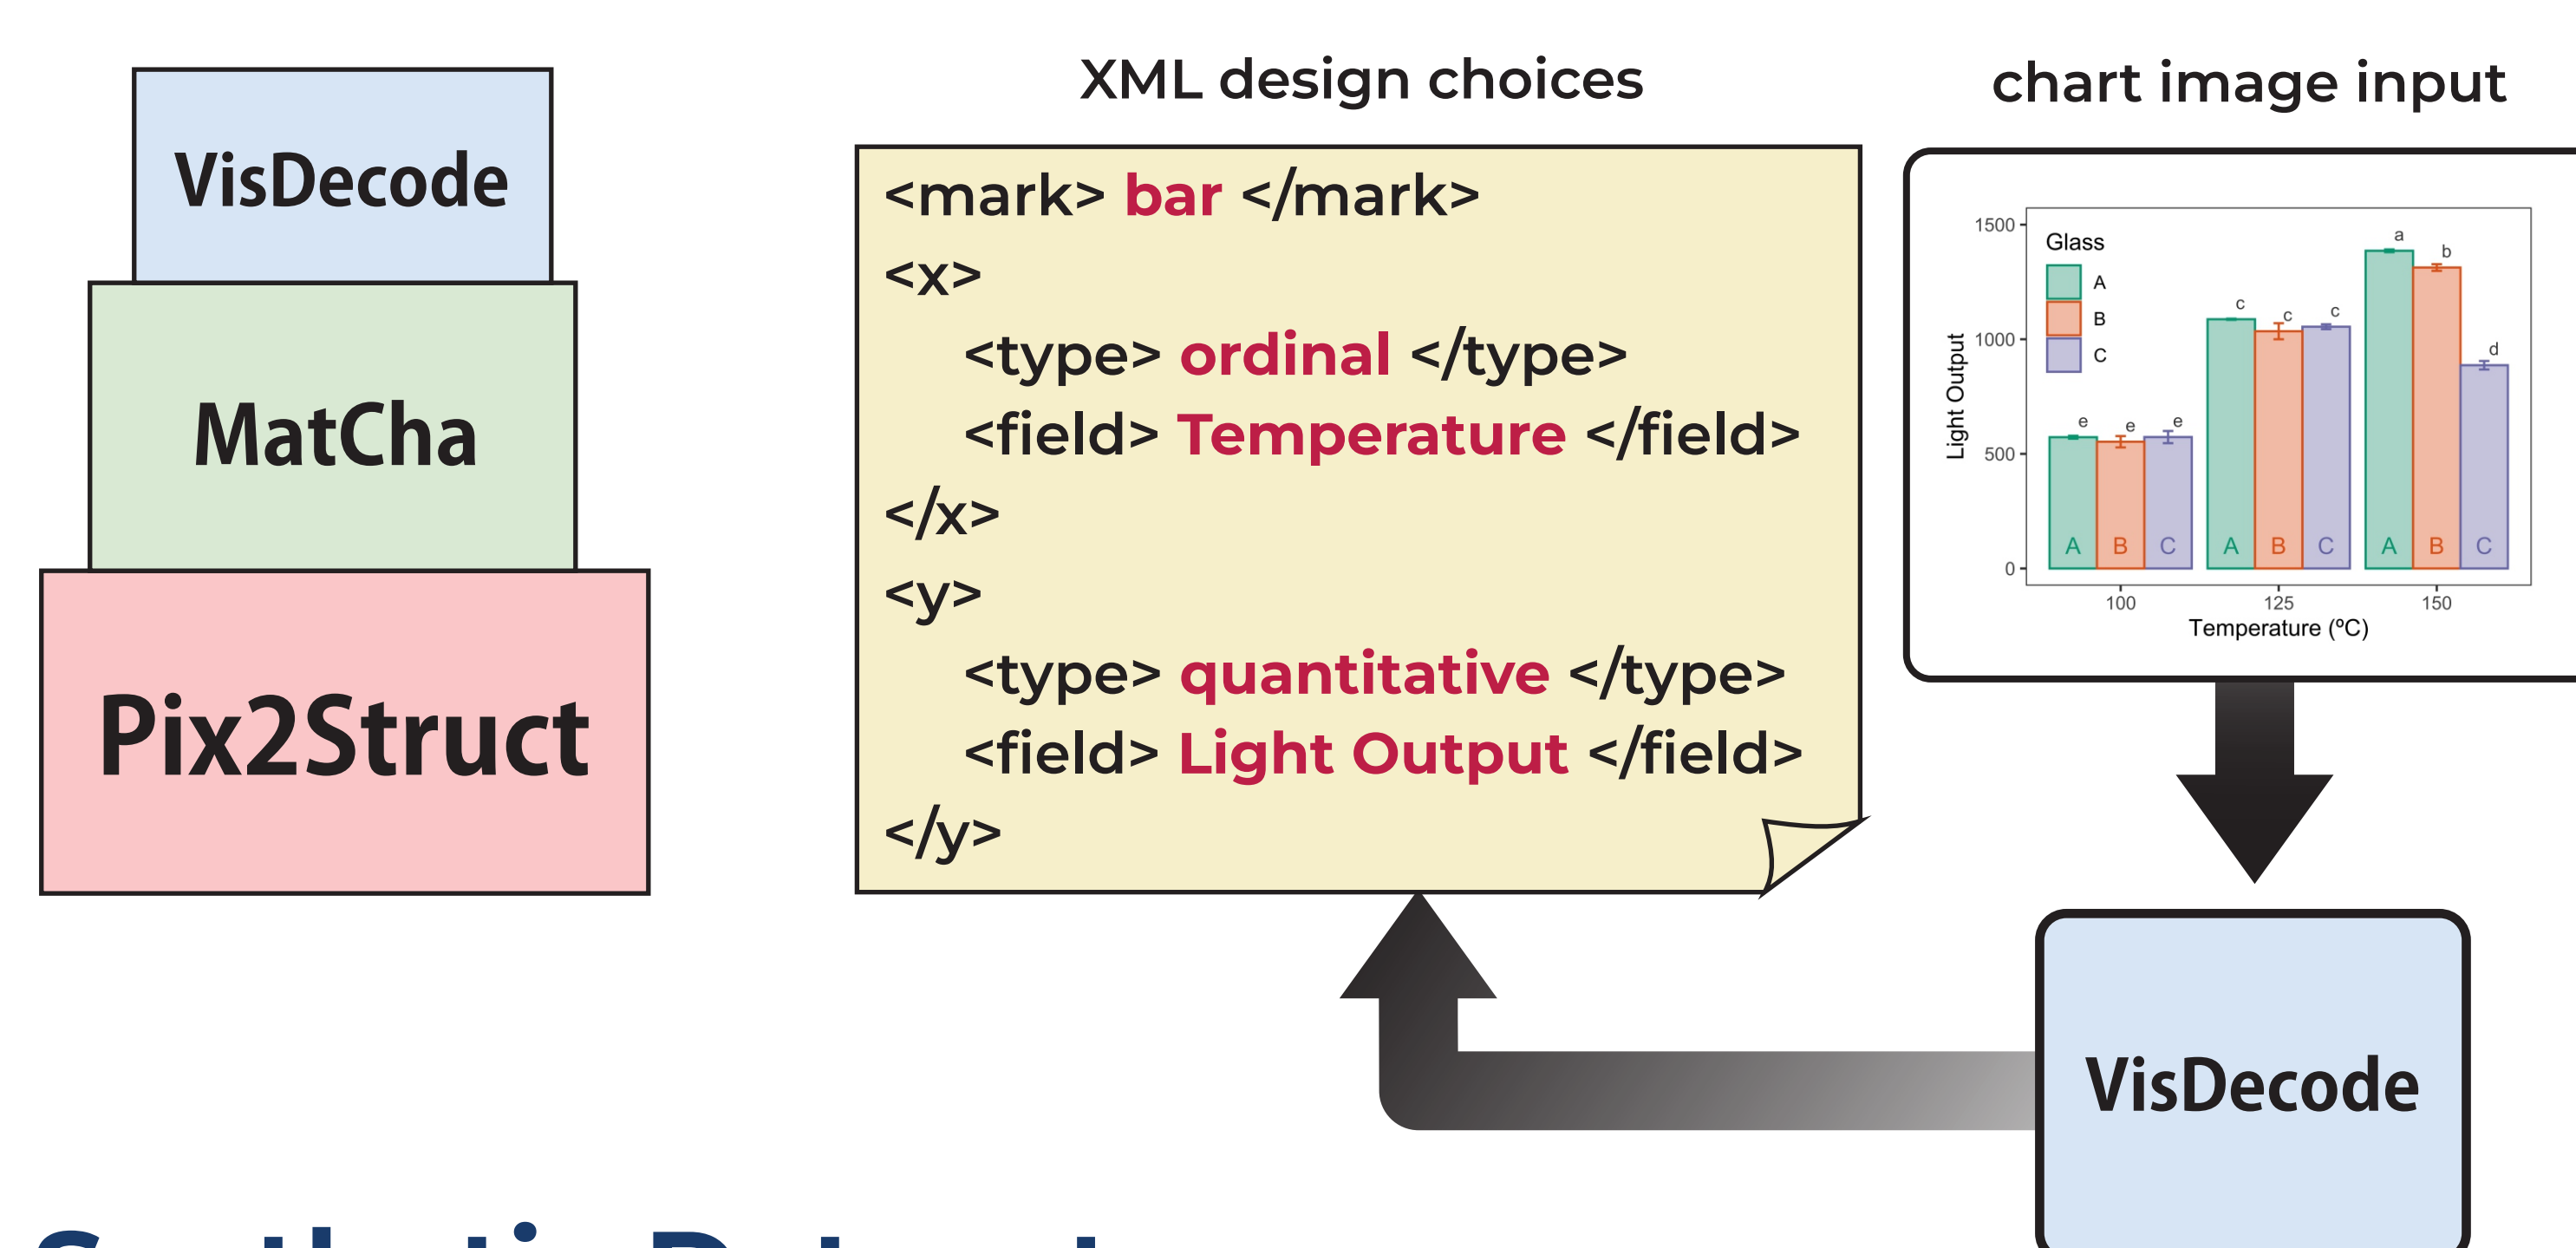 VisDecode
MatCha
Pix2Struct
XML design choices
<mark> bar </mark>
<x>
<type> ordinal </type>
<field> Temperature </field>
</x>
<y>
<type> quantitative </type>
<field> Light Output </field>
</y>
chart image input
Glass
A
B
C
Light Output
1500
1000
500
0
e e e
c c c
a b d
A B C A B C A B C
100 125 150
Temperature (ºC)
VisDecode